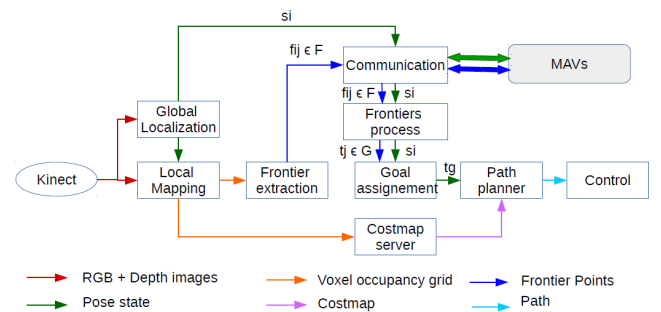 si
fij ϵ F
Communication
MAVs
fij ϵ F
si
Global
Localization
Frontiers
process
tj ϵ G
si
Kinect
Local
Mapping
Frontier
extraction
Goal
assignement
tg
Path
planner
Control
Costmap
server
RGB + Depth images
Voxel occupancy grid
Frontier Points
Pose state
Costmap
Path